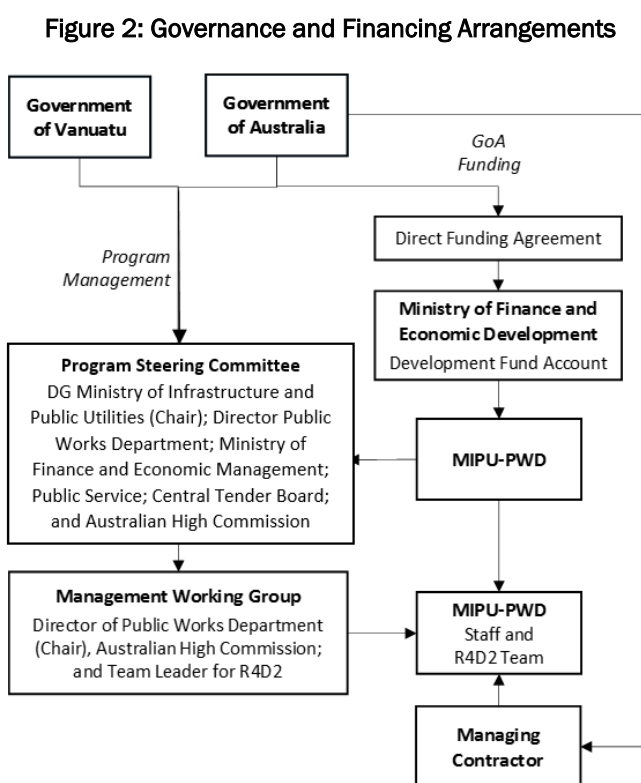 Figure 2: Governance and Financing Arrangements
Government
of Vanuatu
Government
of Australia
GoA
Funding
Direct Funding Agreement
Program
Management
Ministry of Finance and
Economic Development
Development Fund Account
Program Steering Committee
DG Ministry of Infrastructure and
Public Utilities (Chair); Director Public
Works Department; Ministry of
Finance and Economic Management;
Public Service; Central Tender Board;
and Australian High Commission
MIPU-PWD
Management Working Group
Director of Public Works Department
(Chair), Australian High Commission;
and Team Leader for R4D2
MIPU-PWD
Staff and
R4D2 Team
Managing
Contractor